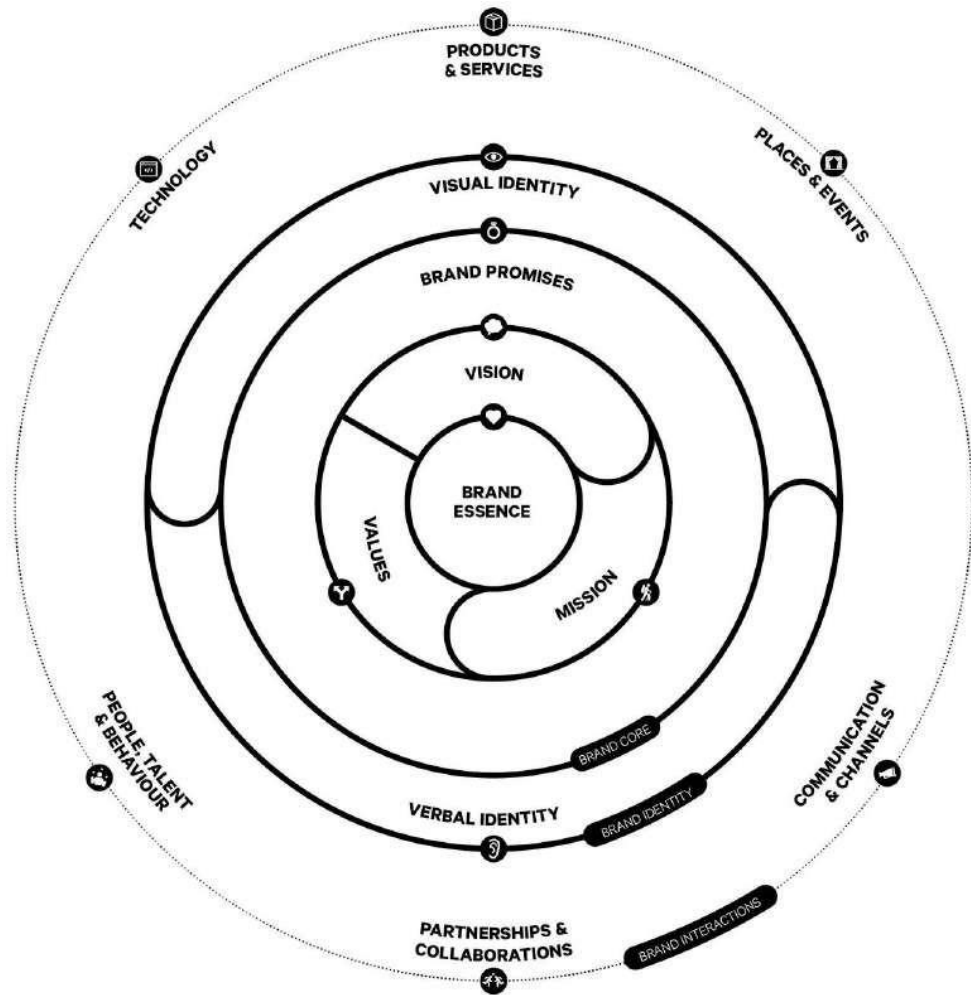 PRODUCTS
& SERVICES
TECHNOLOGY
PLACES & EVENTS
VISUAL IDENTITY
BRAND PROMISES
VISION
BRAND
ESSENCE
VALUES
MISSION
BRAND CORE
PEOPLE, TALENT
& BEHAVIOUR
COMMUNICATION
& CHANNELS
VERBAL IDENTITY
BRAND IDENTITY
PARTNERSHIPS &
COLLABORATIONS
BRAND INTERACTIONS